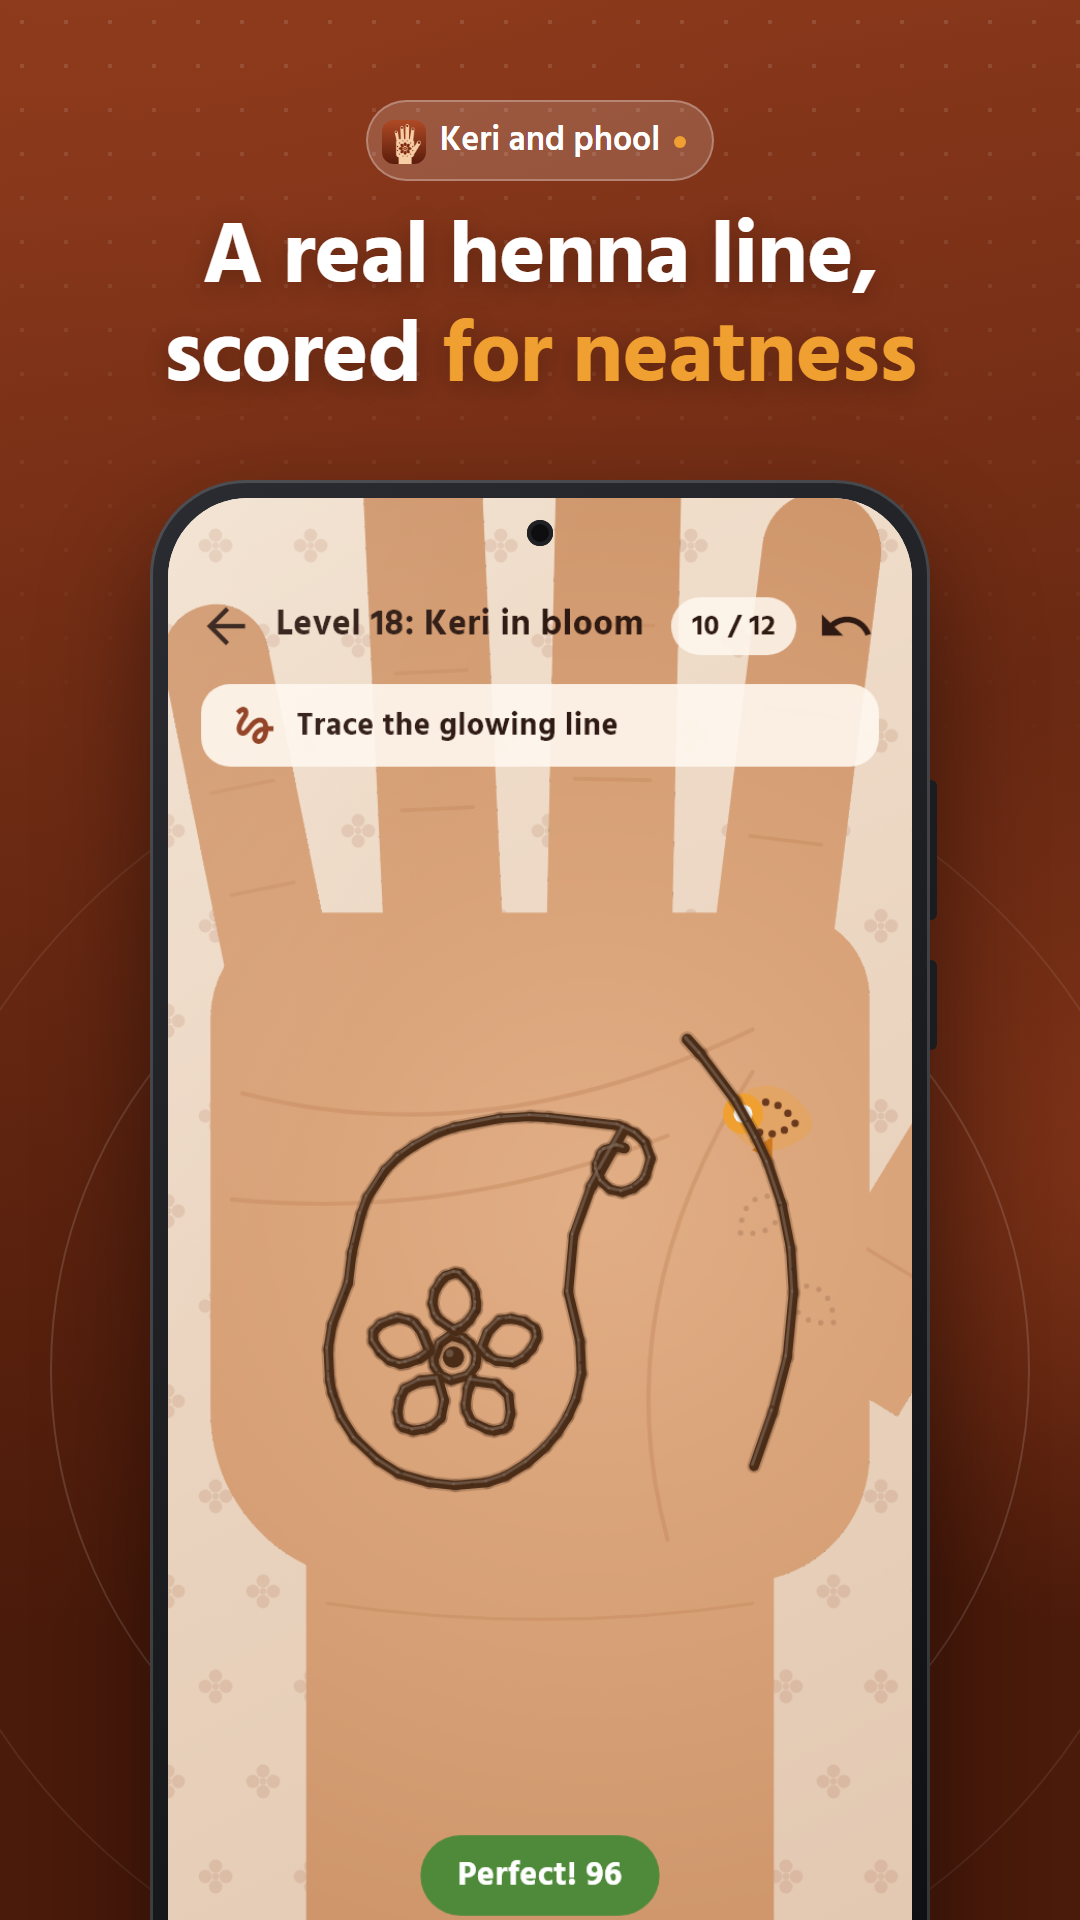 Keri and phool
A real henna line,
scored for neatness
Level 18: Keri in bloom
10 / 12
Trace the glowing line
Perfect! 96